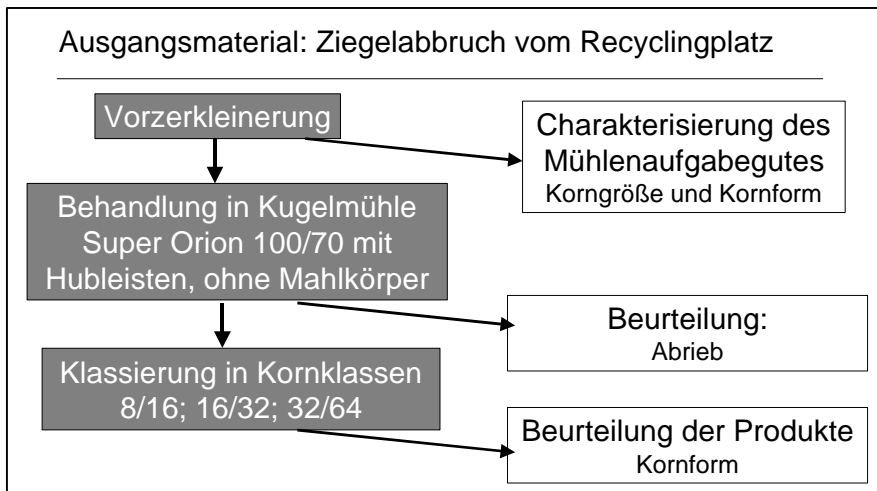 Ausgangsmaterial: Ziegelabbruch vom Recyclingplatz
Vorzerkleinerung
Charakterisierung des
Mühlenaufgabegutes
Korngröße und Kornform
Behandlung in Kugelmühle
Super Orion 100/70 mit
Hubleisten, ohne Mahlkörper
Beurteilung:
Abrieb
Klassierung in Kornklassen
8/16; 16/32; 32/64
Beurteilung der Produkte
Kornform